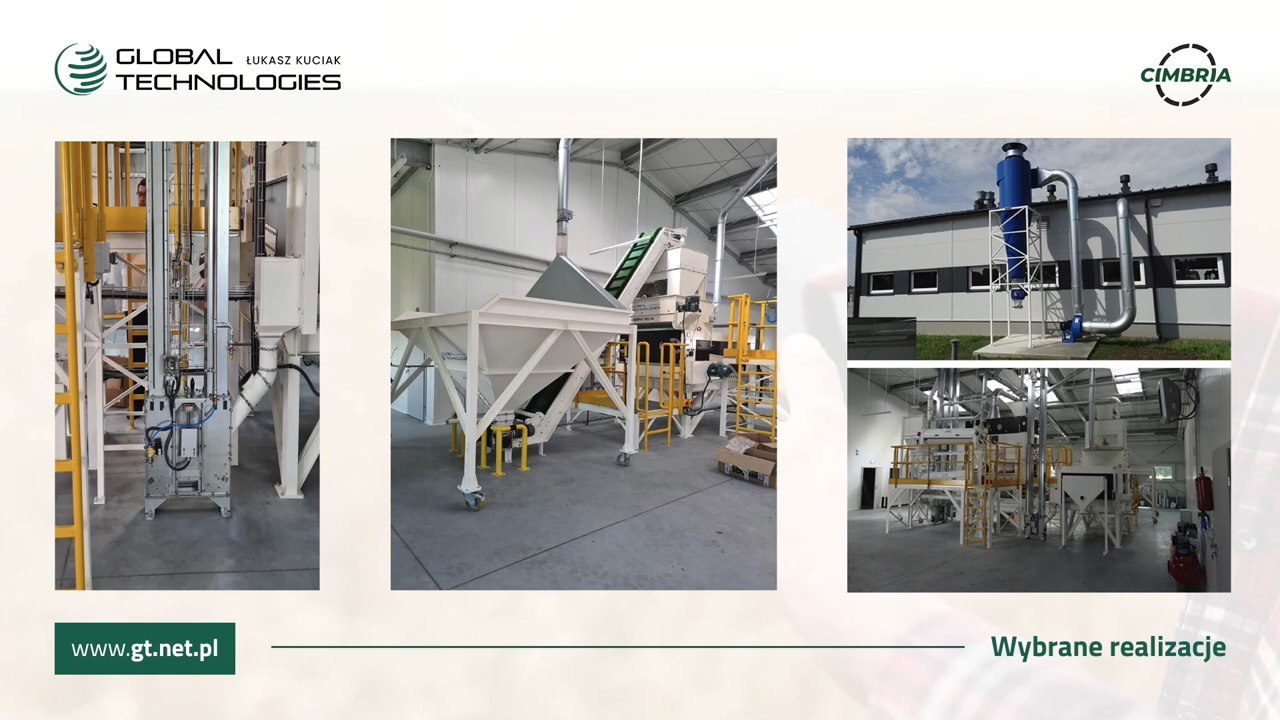 GLOBAL ŁUKASZ KUCIAK
TECHNOLOGIES
CIMBRIA
www.gt.net.pl
Wybrane realizacje